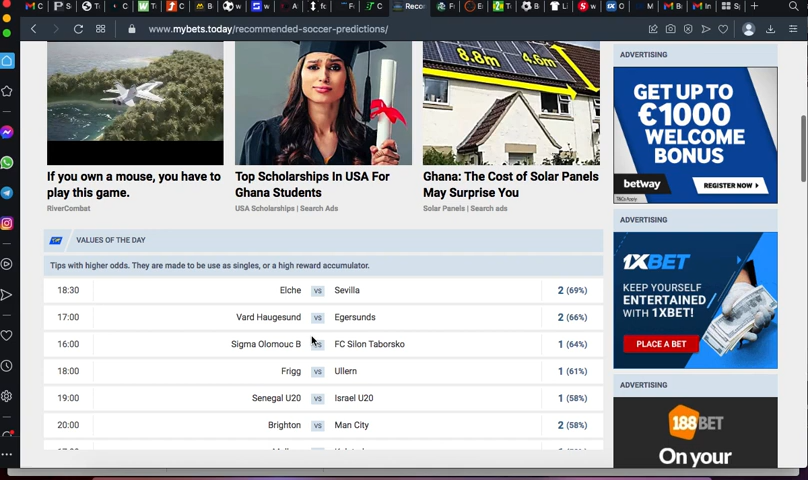 www.mybets.today/recommended-soccer-predictions/
8.8m
4.6m
If you own a mouse, you have to
play this game.
RiverCombat
Top Scholarships In USA For
Ghana Students
USA Scholarships | Search Ads
Ghana: The Cost of Solar Panels
May Surprise You
Solar Panels | Search ads
VALUES OF THE DAY
Tips with higher odds. They are made to be use as singles, or a high reward accumulator.
18:30 Elche vs Sevilla 2 (69%)
17:00 Vard Haugesund vs Egersunds 2 (66%)
16:00 Sigma Olomouc B vs FC Silon Taborsko 1 (64%)
18:00 Frigg vs Ullern 1 (61%)
19:00 Senegal U20 vs Israel U20 1 (58%)
20:00 Brighton vs Man City 2 (58%)
ADVERTISING
GET UP TO
€1000
WELCOME
BONUS
betway
REGISTER NOW
ADVERTISING
1XBET
KEEP YOURSELF
ENTERTAINED
WITH 1XBET!
PLACE A BET
ADVERTISING
188BET
On your